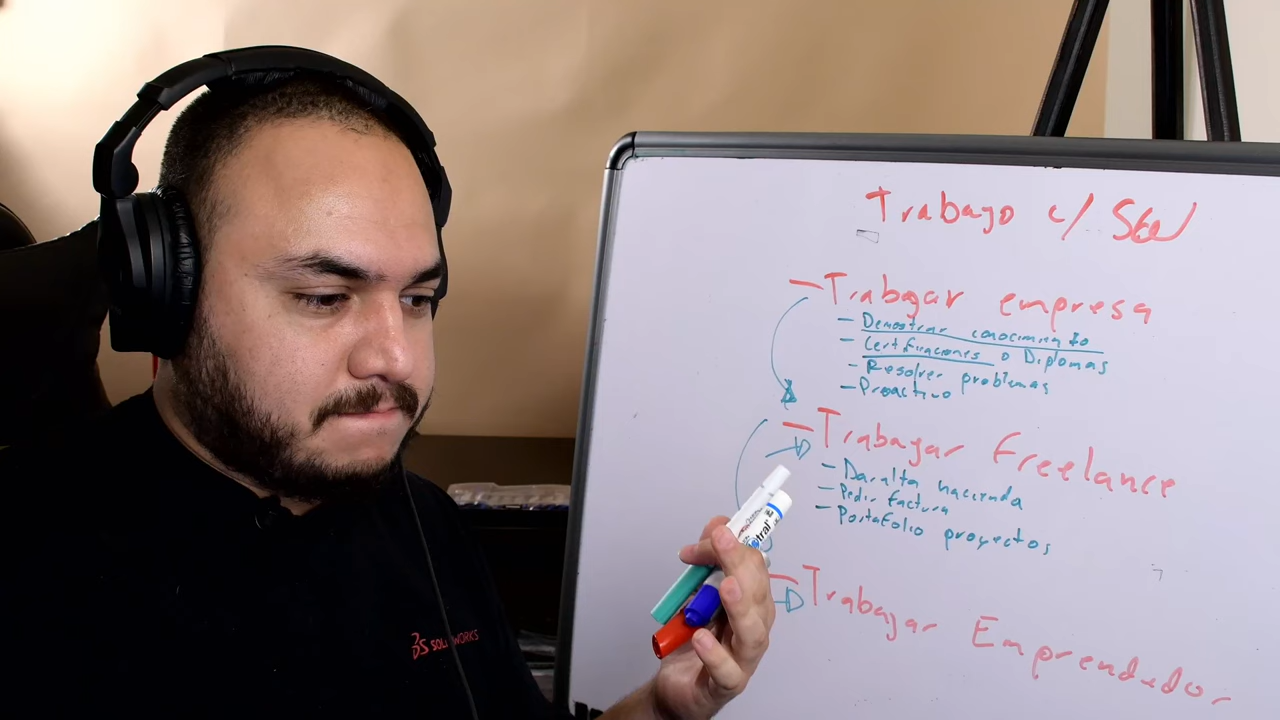 Trabajo c/ SW
- Trabajar empresa
- Demostrar conocimiento
- Certificaciones o Diplomas
- Resolver problemas
- Proactivo
- Trabajar Freelance
- Dar alta hacienda
- Pedir factura
- Portafolio proyectos
- Trabajar Emprendedor
SOLIDWORKS